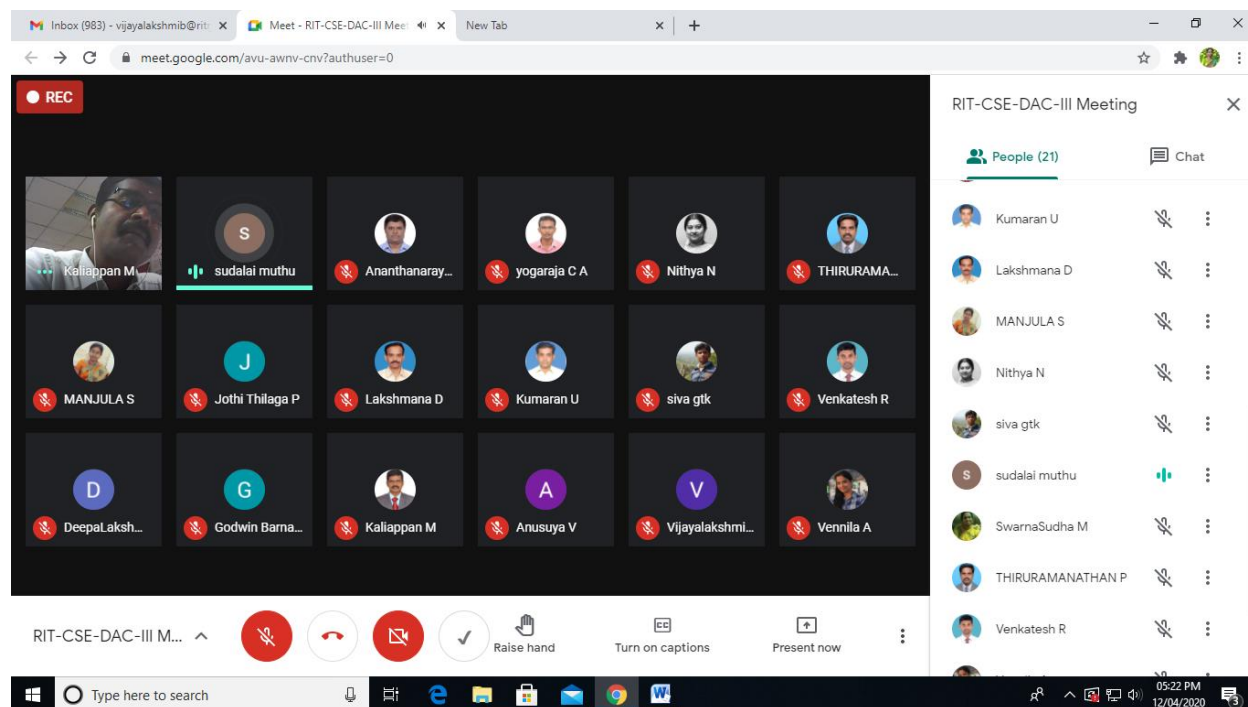 Inbox (983) - vijayalakshmib@rit
Meet - RIT-CSE-DAC-III Mee
New Tab
meet.google.com/avu-awnv-cnv?authuser=0
REC
Kaliappan M
S
sudalai muthu
Ananthanaray...
yogaraja C A
Nithya N
THIRURAMA...
MANJULA S
J
Jothi Thilaga P
Lakshmana D
Kumaran U
siva gtk
Venkatesh R
D
DeepaLaksh...
G
Godwin Barna...
Kaliappan M
A
Anusuya V
V
Vijayalakshmi...
Vennila A
RIT-CSE-DAC-III Meeting
People (21)
Chat
Kumaran U
Lakshmana D
MANJULA S
Nithya N
siva gtk
S
sudalai muthu
SwarnaSudha M
THIRURAMANATHAN P
Venkatesh R
RIT-CSE-DAC-III M...
Raise hand
CC
Turn on captions
Present now
Type here to search
W
05:22 PM
12/04/2020
3